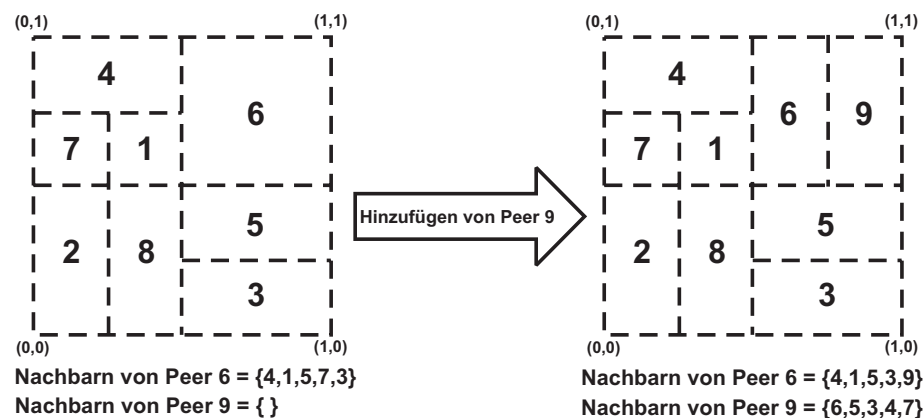 (0,1) (1,1) (0,1) (1,1)
4 4
6 6 9
7 1 7 1
Hinzufügen von Peer 9
5 5
2 8 2 8
3 3
(0,0) (1,0) (0,0) (1,0)
Nachbarn von Peer 6 = {4,1,5,7,3} Nachbarn von Peer 6 = {4,1,5,3,9}
Nachbarn von Peer 9 = { } Nachbarn von Peer 9 = {6,5,3,4,7}